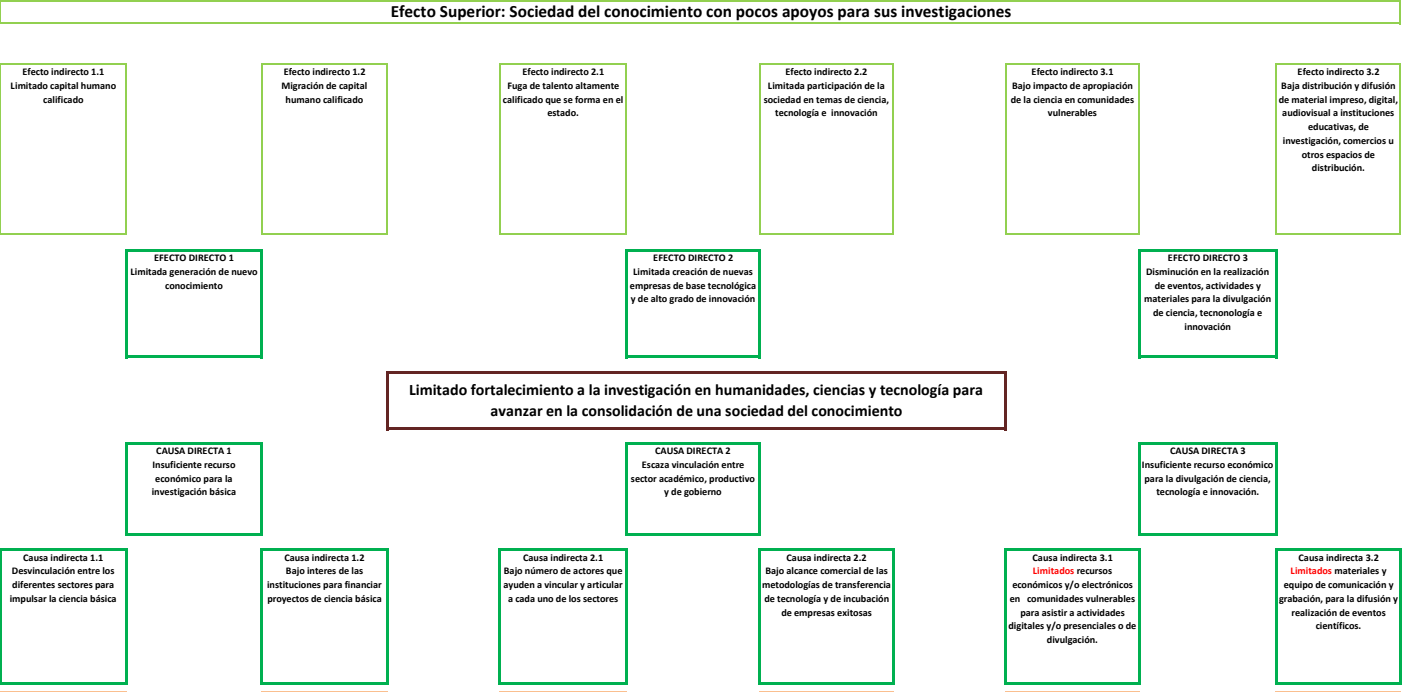 Efecto Superior: Sociedad del conocimiento con pocos apoyos para sus investigaciones
Efecto indirecto 1.1
Limitado capital humano
calificado
Efecto indirecto 1.2
Migración de capital
humano calificado
Efecto indirecto 2.1
Fuga de talento altamente
calificado que se forma en el
estado.
Efecto indirecto 2.2
Limitada participación de la
sociedad en temas de ciencia,
tecnología e innovación
Efecto indirecto 3.1
Bajo impacto de apropiación
de la ciencia en comunidades
vulnerables
Efecto indirecto 3.2
Baja distribución y difusión
de material impreso, digital,
audiovisual a instituciones
educativas, de
investigación, comercios u
otros espacios de
distribución.
EFECTO DIRECTO 1
Limitada generación de nuevo
conocimiento
EFECTO DIRECTO 2
Limitada creación de nuevas
empresas de base tecnológica
y de alto grado de innovación
EFECTO DIRECTO 3
Disminución en la realización
de eventos, actividades y
materiales para la divulgación
de ciencia, tecnonología e
innovación
Limitado fortalecimiento a la investigación en humanidades, ciencias y tecnología para
avanzar en la consolidación de una sociedad del conocimiento
CAUSA DIRECTA 1
Insuficiente recurso
económico para la
investigación básica
CAUSA DIRECTA 2
Escaza vinculación entre
sector académico, productivo
y de gobierno
CAUSA DIRECTA 3
Insuficiente recurso económico
para la divulgación de ciencia,
tecnología e innovación.
Causa indirecta 1.1
Desvinculación entre los
diferentes sectores para
impulsar la ciencia básica
Causa indirecta 1.2
Bajo interes de las
instituciones para financiar
proyectos de ciencia básica
Causa indirecta 2.1
Bajo número de actores que
ayuden a vincular y articular
a cada uno de los sectores
Causa indirecta 2.2
Bajo alcance comercial de las
metodologías de transferencia
de tecnología y de incubación
de empresas exitosas
Causa indirecta 3.1
Limitados recursos
económicos y/o electrónicos
en comunidades vulnerables
para asistir a actividades
digitales y/o presenciales o de
divulgación.
Causa indirecta 3.2
Limitados materiales y
equipo de comunicación y
grabación, para la difusión y
realización de eventos
científicos.